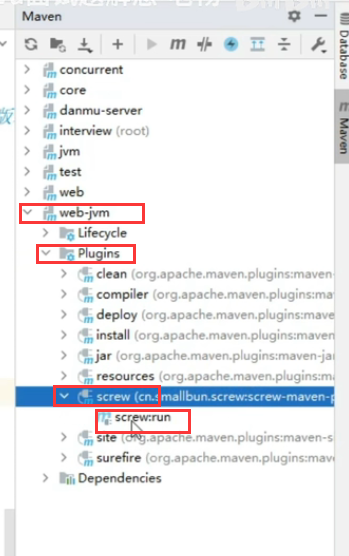 Maven
concurrent
core
danmu-server
interview (root)
jvm
test
web
web-jvm
Lifecycle
Plugins
clean (org.apache.maven.plugins:maven-
compiler (org.apache.maven.plugins:ma
deploy (org.apache.maven.plugins:mave
install (org.apache.maven.plugins:mave
jar (org.apache.maven.plugins:maven-ja
resources (org.apache.maven.plugins:m
screw (cn.smallbun.screw:screw-maven-p
screw:run
site (org.apache.maven.plugins:maven-s
surefire (org.apache.maven.plugins:ma
Dependencies
Database
Maven